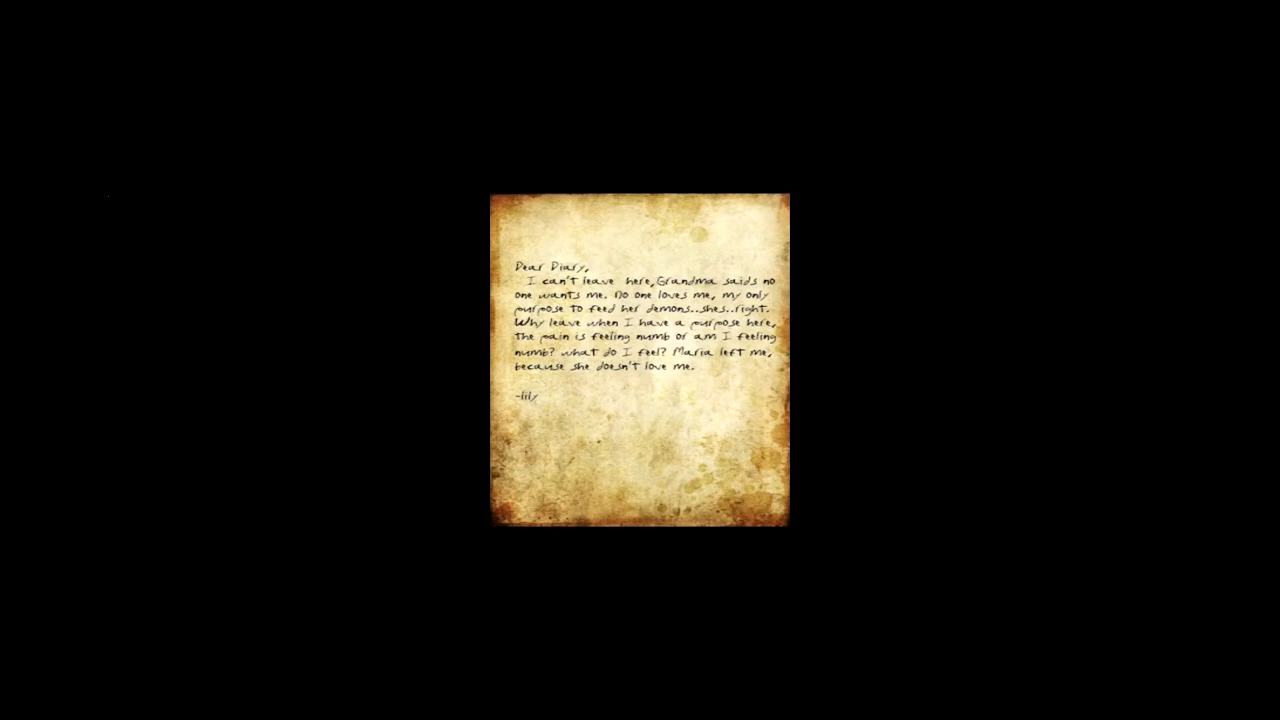 Dear Diary,
I can't leave here, Grandma saids no
one wants me. No one loves me, my only
purpose to feed her demons..shes..right.
Why leave when I have a purpose here,
the pain is feeling numb or am I feeling
numb? what do I feel? Maria left me,
because she doesn't love me.
-lily